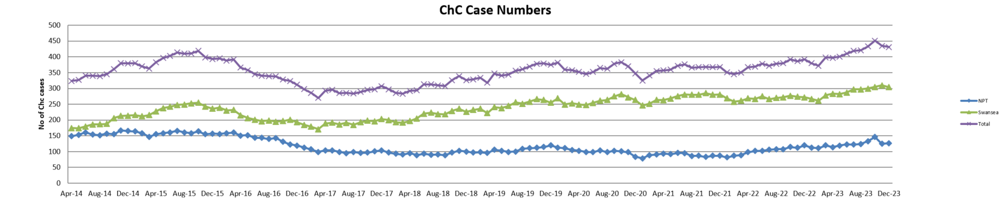 ChC Case Numbers
No of Chc cases
500
450
400
350
300
250
200
150
100
50
0
Apr-14 Aug-14 Dec-14 Apr-15 Aug-15 Dec-15 Apr-16 Aug-16 Dec-16 Apr-17 Aug-17 Dec-17 Apr-18 Aug-18 Dec-18 Apr-19 Aug-19 Dec-19 Apr-20 Aug-20 Dec-20 Apr-21 Aug-21 Dec-21 Apr-22 Aug-22 Dec-22 Apr-23 Aug-23 Dec-23
NPT
Swansea
Total